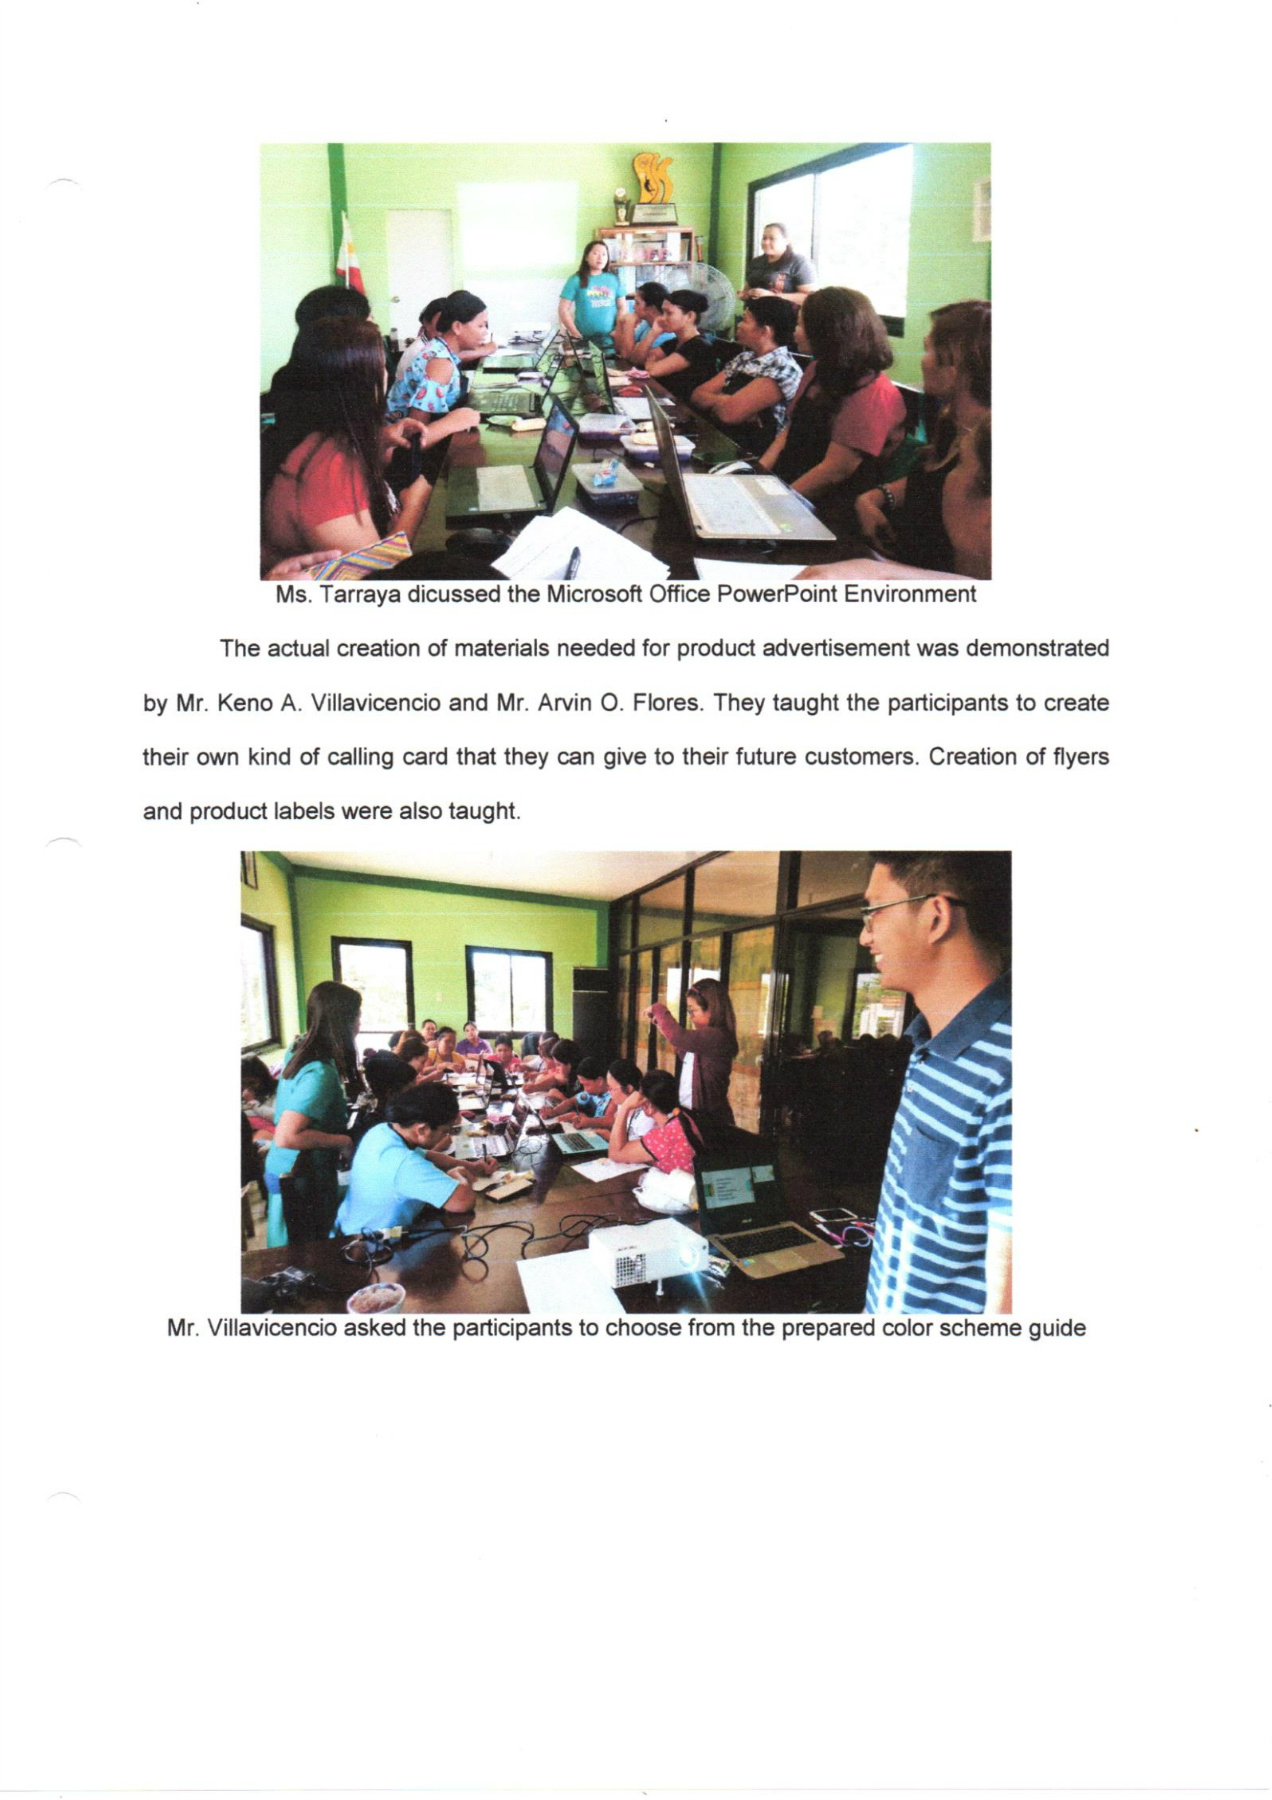 Ms. Tarraya dicussed the Microsoft Office PowerPoint Environment
The actual creation of materials needed for product advertisement was demonstrated
by Mr. Keno A. Villavicencio and Mr. Arvin O. Flores. They taught the participants to create
their own kind of calling card that they can give to their future customers. Creation of flyers
and product labels were also taught.
Mr. Villavicencio asked the participants to choose from the prepared color scheme guide